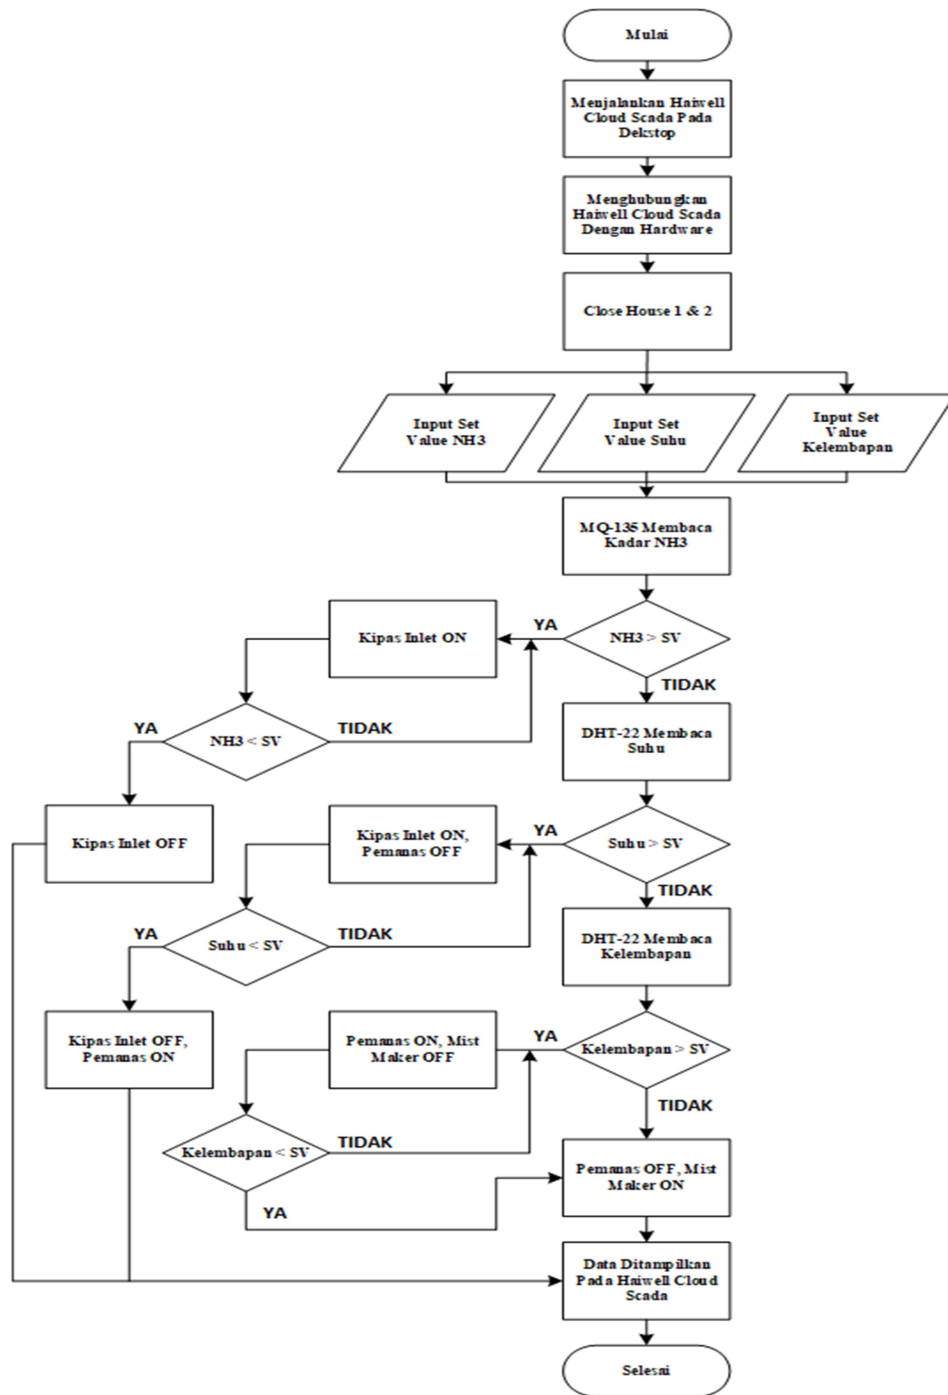 Mulai
Menjalankan Haiwell
Cloud Scada Pada
Dekstop
Menghubungkan
Haiwell Cloud Scada
Dengan Hardware
Close House 1 & 2
Input Set
Value NH3
Input Set
Value Suhu
Input Set
Value
Kelembapan
MQ-135 Membaca
Kadar NH3
NH3 > SV
YA
Kipas Inlet ON
TIDAK
NH3 < SV
YA
TIDAK
DHT-22 Membaca
Suhu
Kipas Inlet OFF
Suhu > SV
YA
Kipas Inlet ON,
Pemanas OFF
TIDAK
Suhu < SV
YA
TIDAK
DHT-22 Membaca
Kelembapan
Kipas Inlet OFF,
Pemanas ON
Kelembapan > SV
YA
Pemanas ON, Mist
Maker OFF
TIDAK
Kelembapan < SV
TIDAK
YA
Pemanas OFF, Mist
Maker ON
Data Ditampilkan
Pada Haiwell Cloud
Scada
Selesai